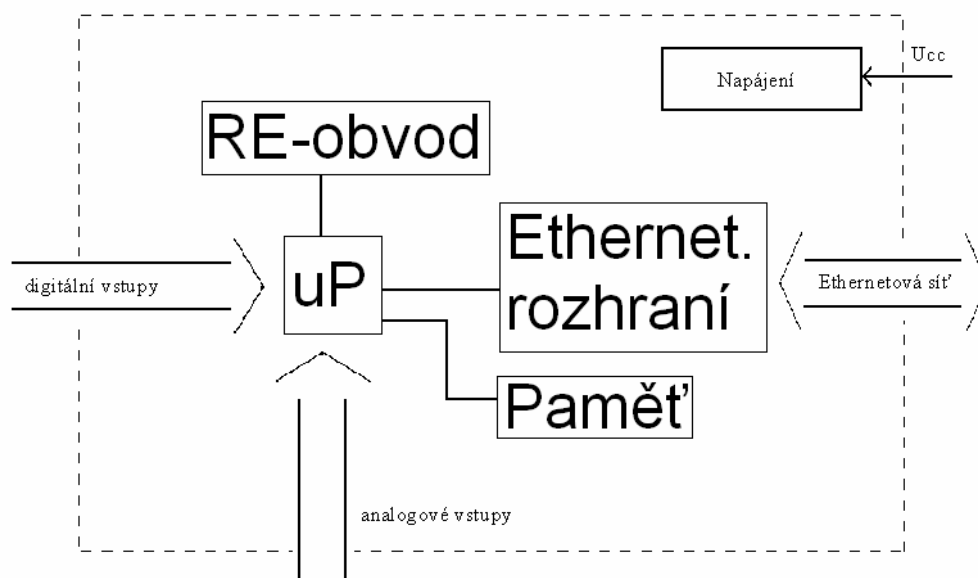 Ucc
Napájení
RE-obvod
Ethernet.
rozhraní
uP
digitální vstupy
Ethernetová síť
Paměť
analogové vstupy